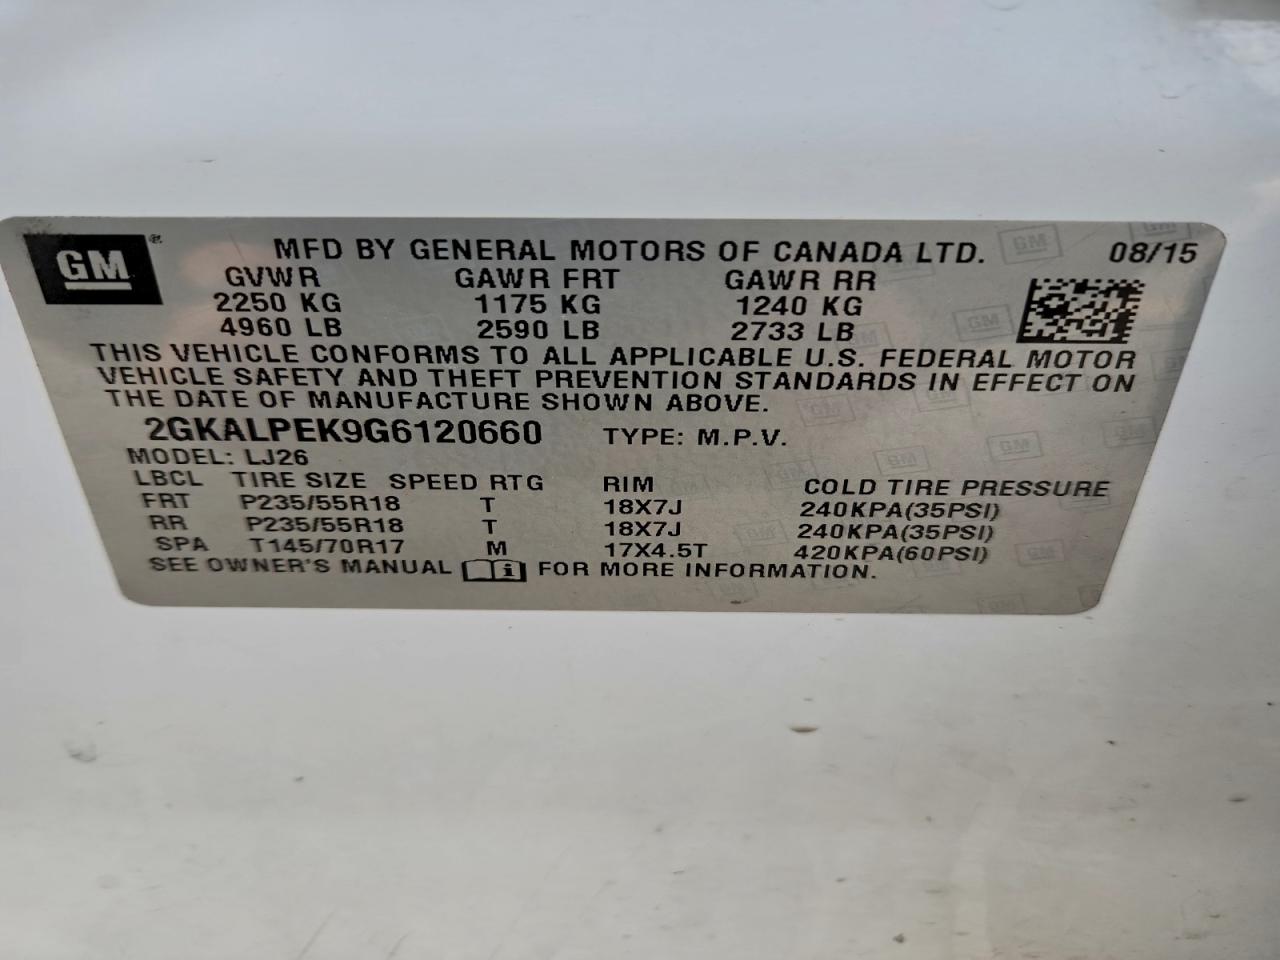 GM®
MFD BY GENERAL MOTORS OF CANADA LTD. 08/15
GVWR GAWR FRT GAWR RR
2250 KG 1175 KG 1240 KG
4960 LB 2590 LB 2733 LB
THIS VEHICLE CONFORMS TO ALL APPLICABLE U.S. FEDERAL MOTOR
VEHICLE SAFETY AND THEFT PREVENTION STANDARDS IN EFFECT ON
THE DATE OF MANUFACTURE SHOWN ABOVE.
2GKALPEK9G6120660 TYPE: M.P.V.
MODEL: LJ26
LBCL TIRE SIZE SPEED RTG RIM COLD TIRE PRESSURE
FRT P235/55R18 T 18X7J 240KPA(35PSI)
RR P235/55R18 T 18X7J 240KPA(35PSI)
SPA T145/70R17 M 17X4.5T 420KPA(60PSI)
SEE OWNER'S MANUAL i FOR MORE INFORMATION.